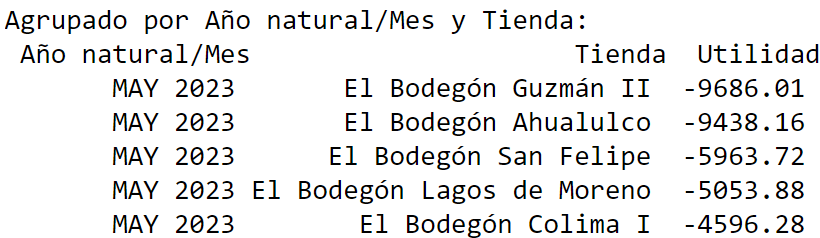 Agrupado por Año natural/Mes y Tienda:
Año natural/Mes Tienda Utilidad
MAY 2023 El Bodegón Guzmán II -9686.01
MAY 2023 El Bodegón Ahualulco -9438.16
MAY 2023 El Bodegón San Felipe -5963.72
MAY 2023 El Bodegón Lagos de Moreno -5053.88
MAY 2023 El Bodegón Colima I -4596.28